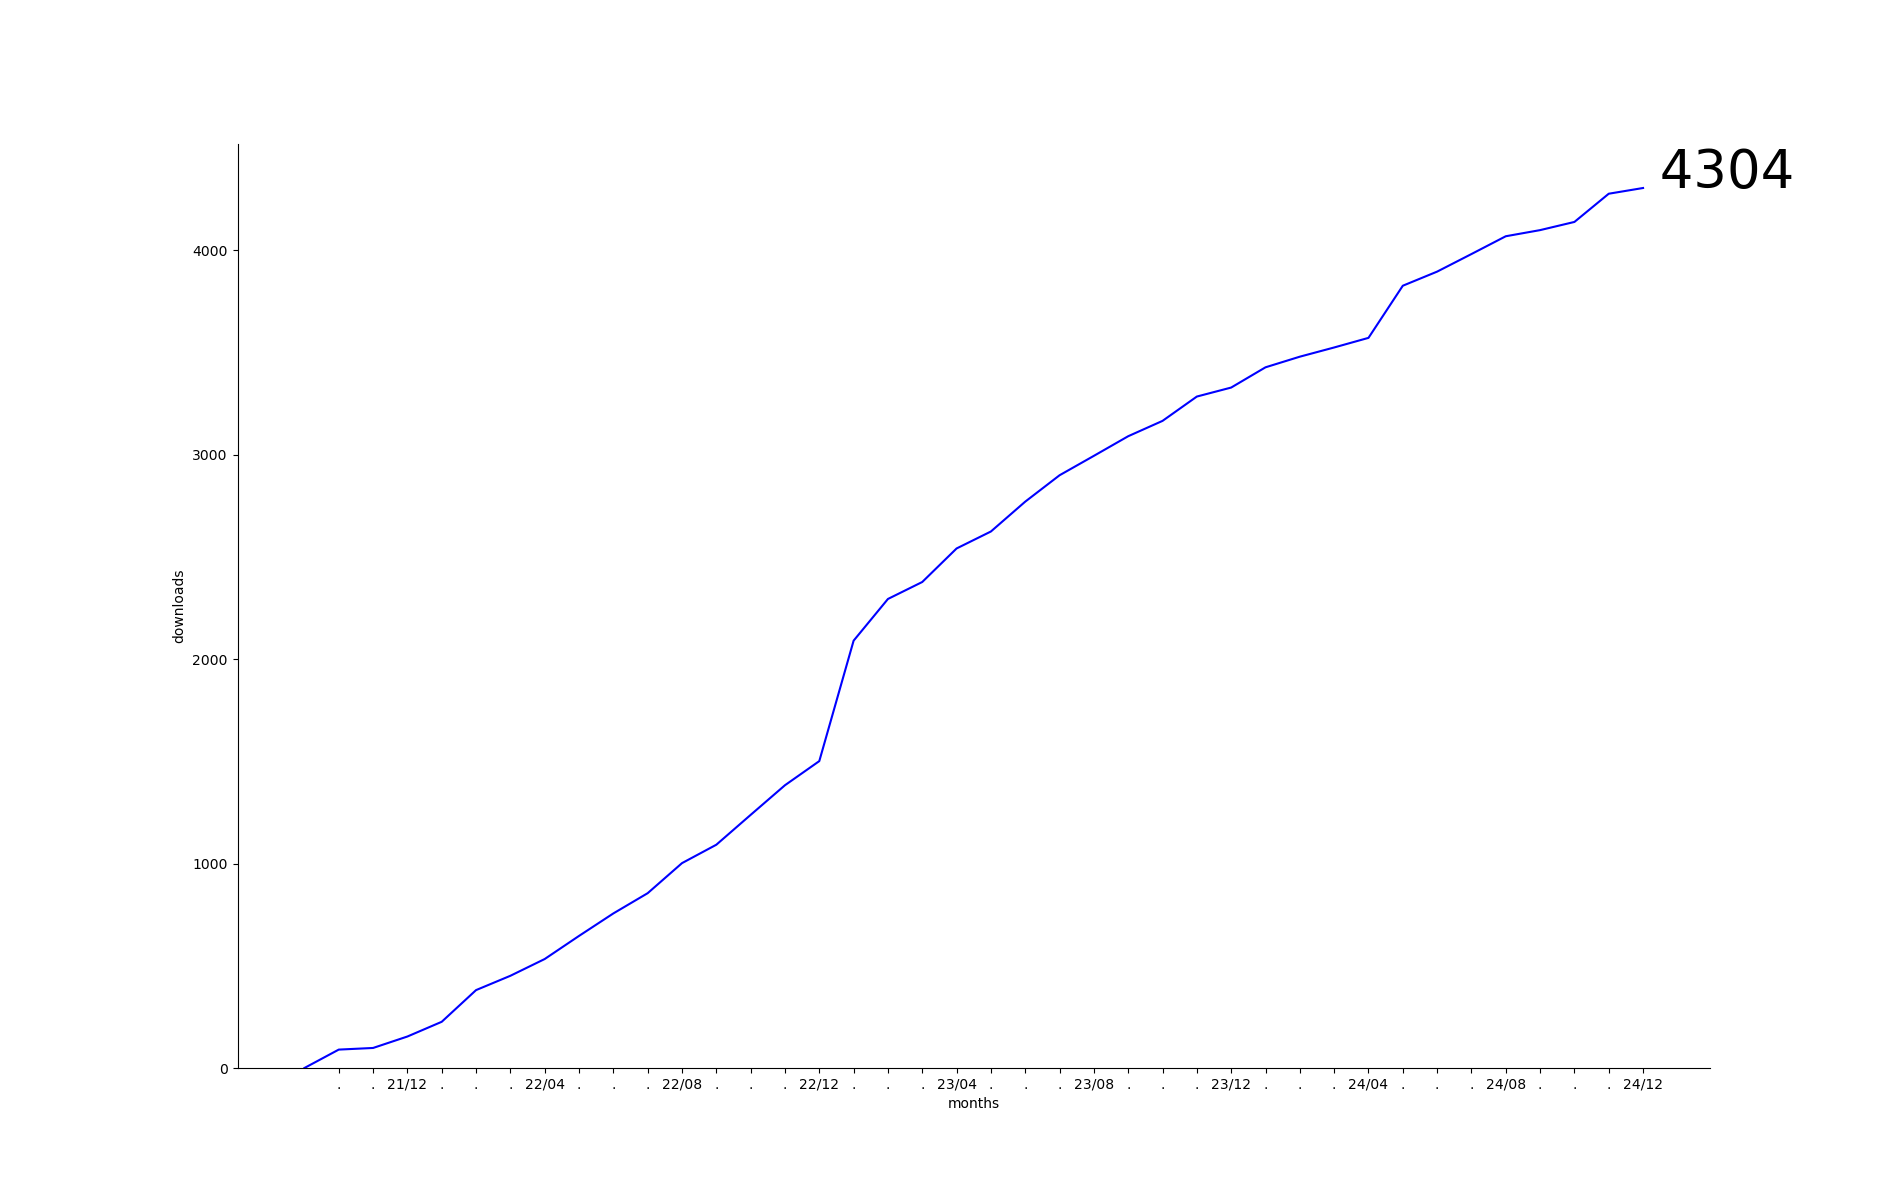 4304
4000
3000
2000
1000
0
downloads
. . 21/12 . . . 22/04 . . . 22/08 . . . 22/12 . . . 23/04 . . . 23/08 . . . 23/12 . . . 24/04 . . . 24/08 . . . 24/12
months